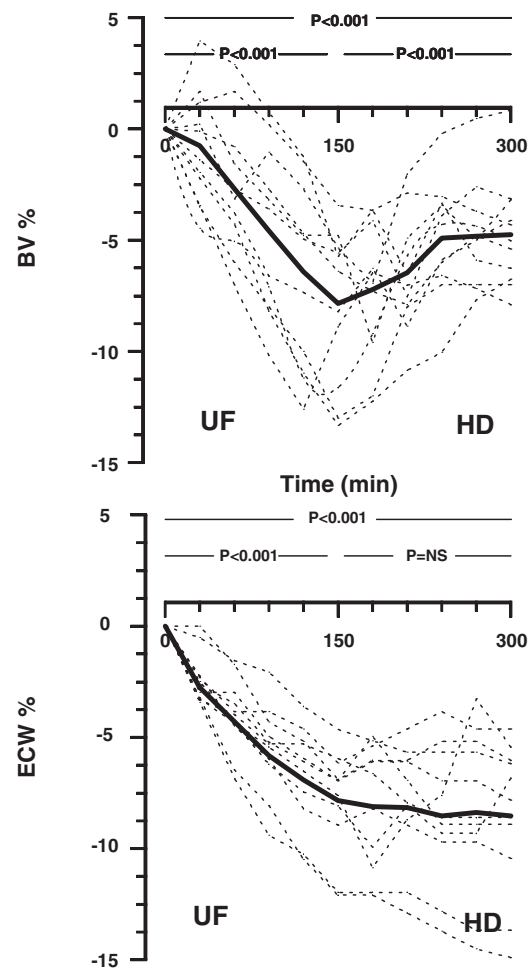 5
P<0.001
P<0.001 P<0.001
0
0 150 300
-5
BV %
-10
UF HD
-15
Time (min)
5
P<0.001
P<0.001 P=NS
0
0 150 300
-5
ECW %
-10
UF HD
-15